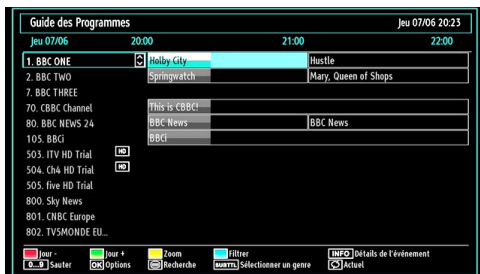 Guide des Programmes Jeu 07/06 20:23
Jeu 07/06 20:00 21:00 22:00
1. BBC ONE Holby City Hustle
2. BBC TWO Springwatch Mary, Queen of Shops
7. BBC THREE
70. CBBC Channel This is CBBC!
80. BBC NEWS 24 BBC News BBC News
105. BBCi BBCi
503. ITV HD Trial HD
504. Ch4 HD Trial HD
505. five HD Trial
800. Sky News
801. CNBC Europe
802. TV5MONDE EU...
Jour - Jour + Zoom Filtrer INFO Détails de l'événement
0...9 Sauter OK Options Recherche SUBTTL Sélectionner un genre Actuel